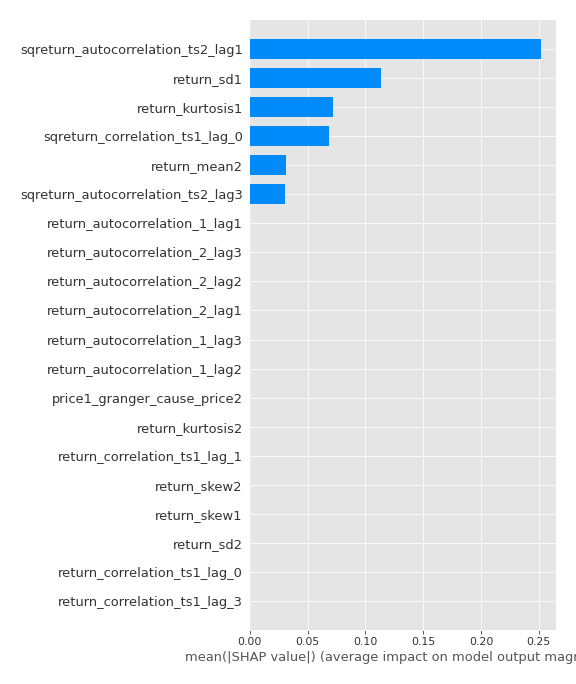 sqreturn_autocorrelation_ts2_lag1
return_sd1
return_kurtosis1
sqreturn_correlation_ts1_lag_0
return_mean2
sqreturn_autocorrelation_ts2_lag3
return_autocorrelation_1_lag1
return_autocorrelation_2_lag3
return_autocorrelation_2_lag2
return_autocorrelation_2_lag1
return_autocorrelation_1_lag3
return_autocorrelation_1_lag2
price1_granger_cause_price2
return_kurtosis2
return_correlation_ts1_lag_1
return_skew2
return_skew1
return_sd2
return_correlation_ts1_lag_0
return_correlation_ts1_lag_3
0.00 0.05 0.10 0.15 0.20 0.25
mean(|SHAP value|) (average impact on model output magn